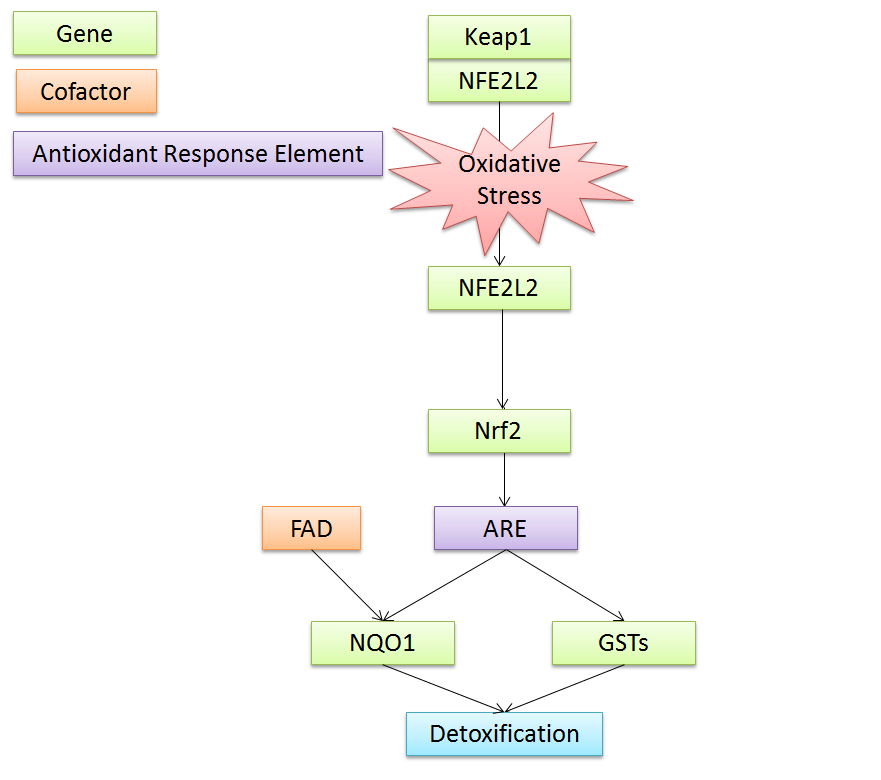 Gene
Cofactor
Antioxidant Response Element
Keap1
NFE2L2
Oxidative
Stress
NFE2L2
Nrf2
FAD
ARE
NQO1
GSTs
Detoxification